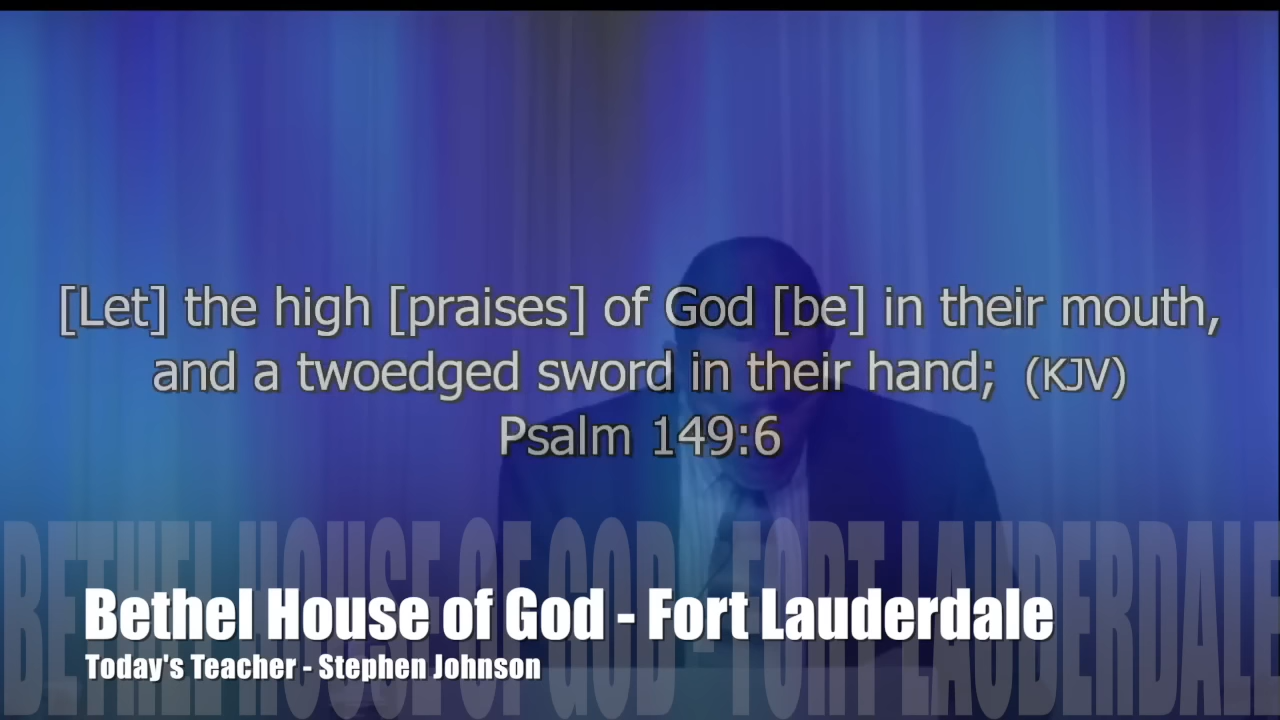 [Let] the high [praises] of God [be] in their mouth,
and a twoedged sword in their hand; (KJV)
Psalm 149:6
BETHEL HOUSE OF GOD - FORT LAUDERDALE
Bethel House of God - Fort Lauderdale
Today's Teacher - Stephen Johnson